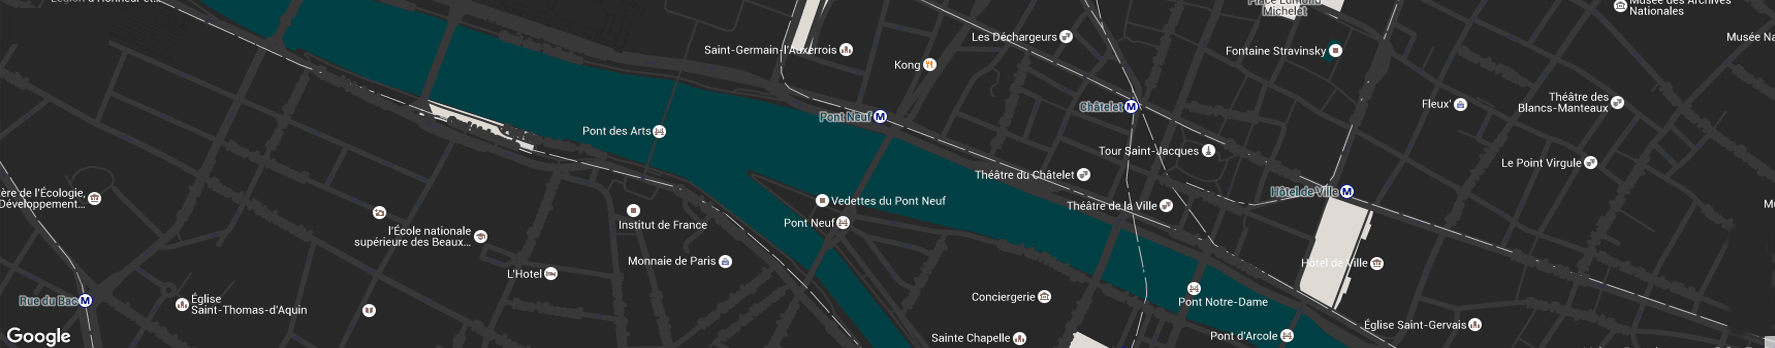 Michelet
Musée des Archives
Nationales
Saint-Germain-l'Auxerrois
Les Déchargeurs
Fontaine Stravinsky
Musée Na
Kong
Châtelet
Fleux'
Théâtre des
Blancs-Manteaux
Pont Neuf
Pont des Arts
Tour Saint-Jacques
Le Point Virgule
Théâtre du Châtelet
Hôtel de Ville
ère de l'Écologie,
Développement...
Vedettes du Pont Neuf
Théâtre de la Ville
Institut de France
Pont Neuf
l'École nationale
supérieure des Beaux...
Monnaie de Paris
Hôtel de Ville
L'Hotel
Rue du Bac
Église
Saint-Thomas-d'Aquin
Conciergerie
Pont Notre-Dame
Église Saint-Gervais
Sainte Chapelle
Pont d'Arcole
Google